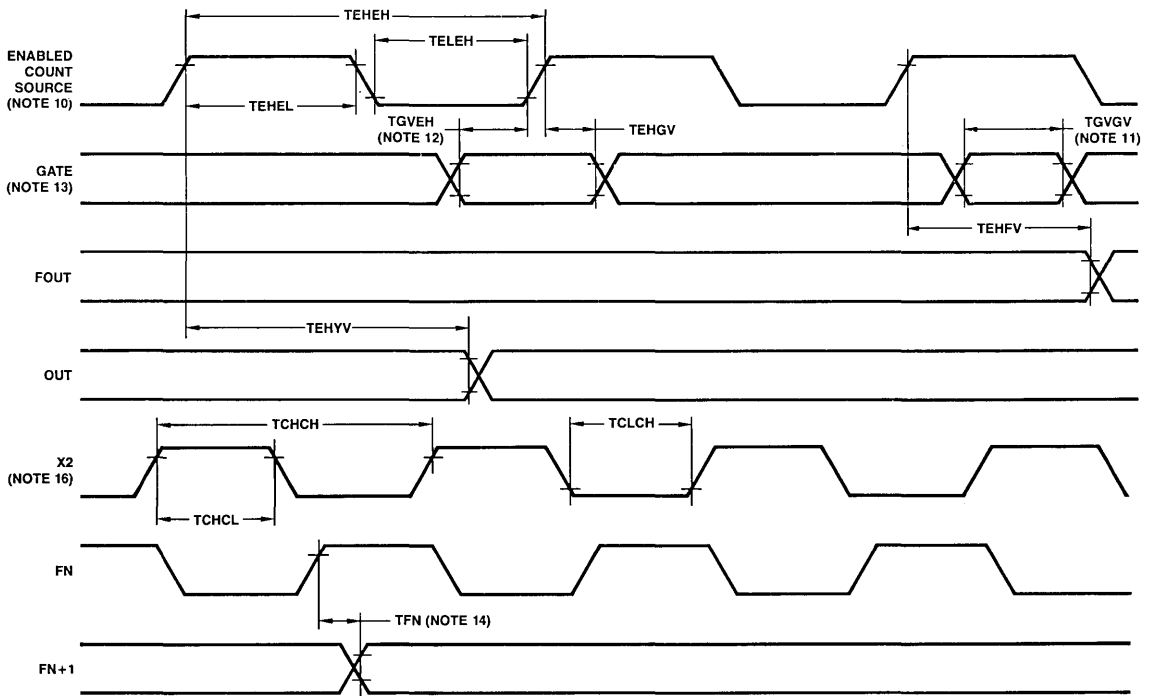 TEHEH
TELEH
ENABLED
COUNT
SOURCE
(NOTE 10)
TEHEL
TGVEH
(NOTE 12)
TEHGV
TGVGV
(NOTE 11)
GATE
(NOTE 13)
TEHFV
FOUT
TEHYV
OUT
TCHCH
TCLCH
X2
(NOTE 16)
TCHCL
FN
TFN (NOTE 14)
FN+1